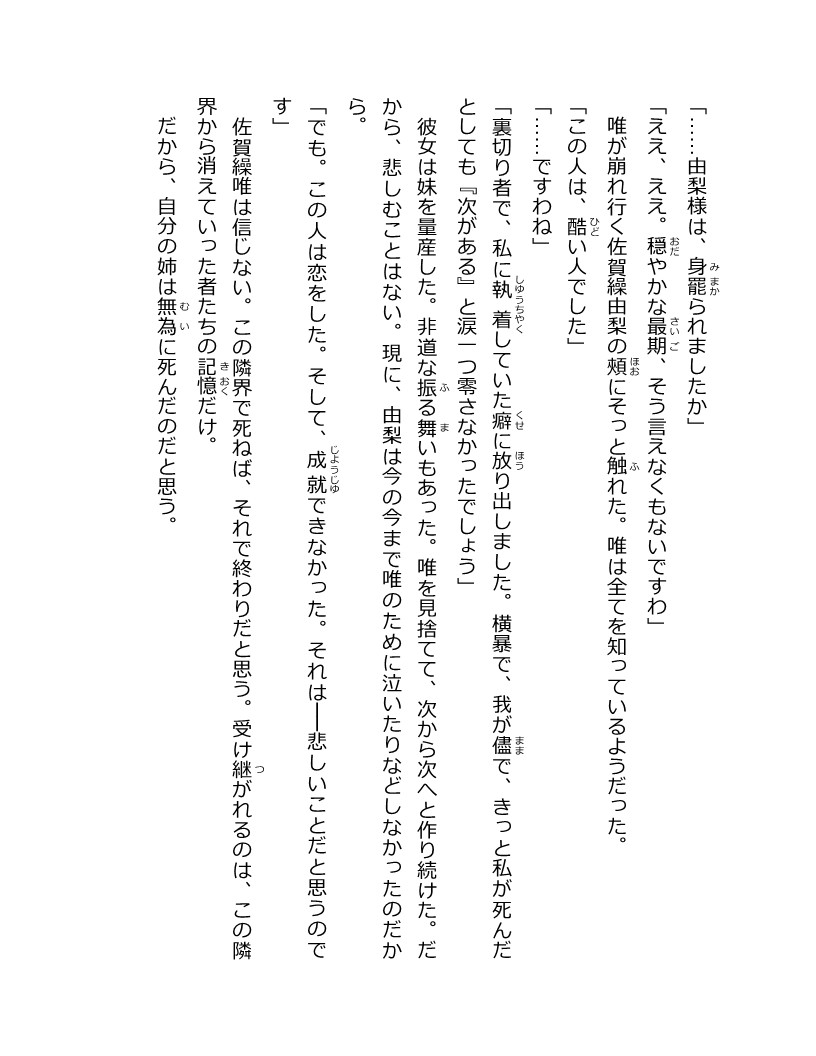 「……由梨様は、身罷られましたか」
「ええ、ええ。穏やかな最期、そう言えなくもないですわ」
　唯が崩れ行く佐賀繰由梨の頬にそっと触れた。唯は全てを知っているようだった。
「この人は、酷い人でした」
「……ですわね」
「裏切り者で、私に執着していた癖に放り出しました。横暴で、我が儘で、きっと私が死んだ
としても『次がある』と涙一つ零さなかったでしょう」
　彼女は妹を量産した。非道な振る舞いもあった。唯を見捨てて、次から次へと作り続けた。だ
から、悲しむことはない。現に、由梨は今の今まで唯のために泣いたりなどしなかったのだか
ら。
「でも。この人は恋をした。そして、成就できなかった。それは──悲しいことだと思うので
す」
　佐賀繰唯は信じない。この隣界で死ねば、それで終わりだと思う。受け継がれるのは、この隣
界から消えていった者たちの記憶だけ。
　だから、自分の姉は無為に死んだのだと思う。